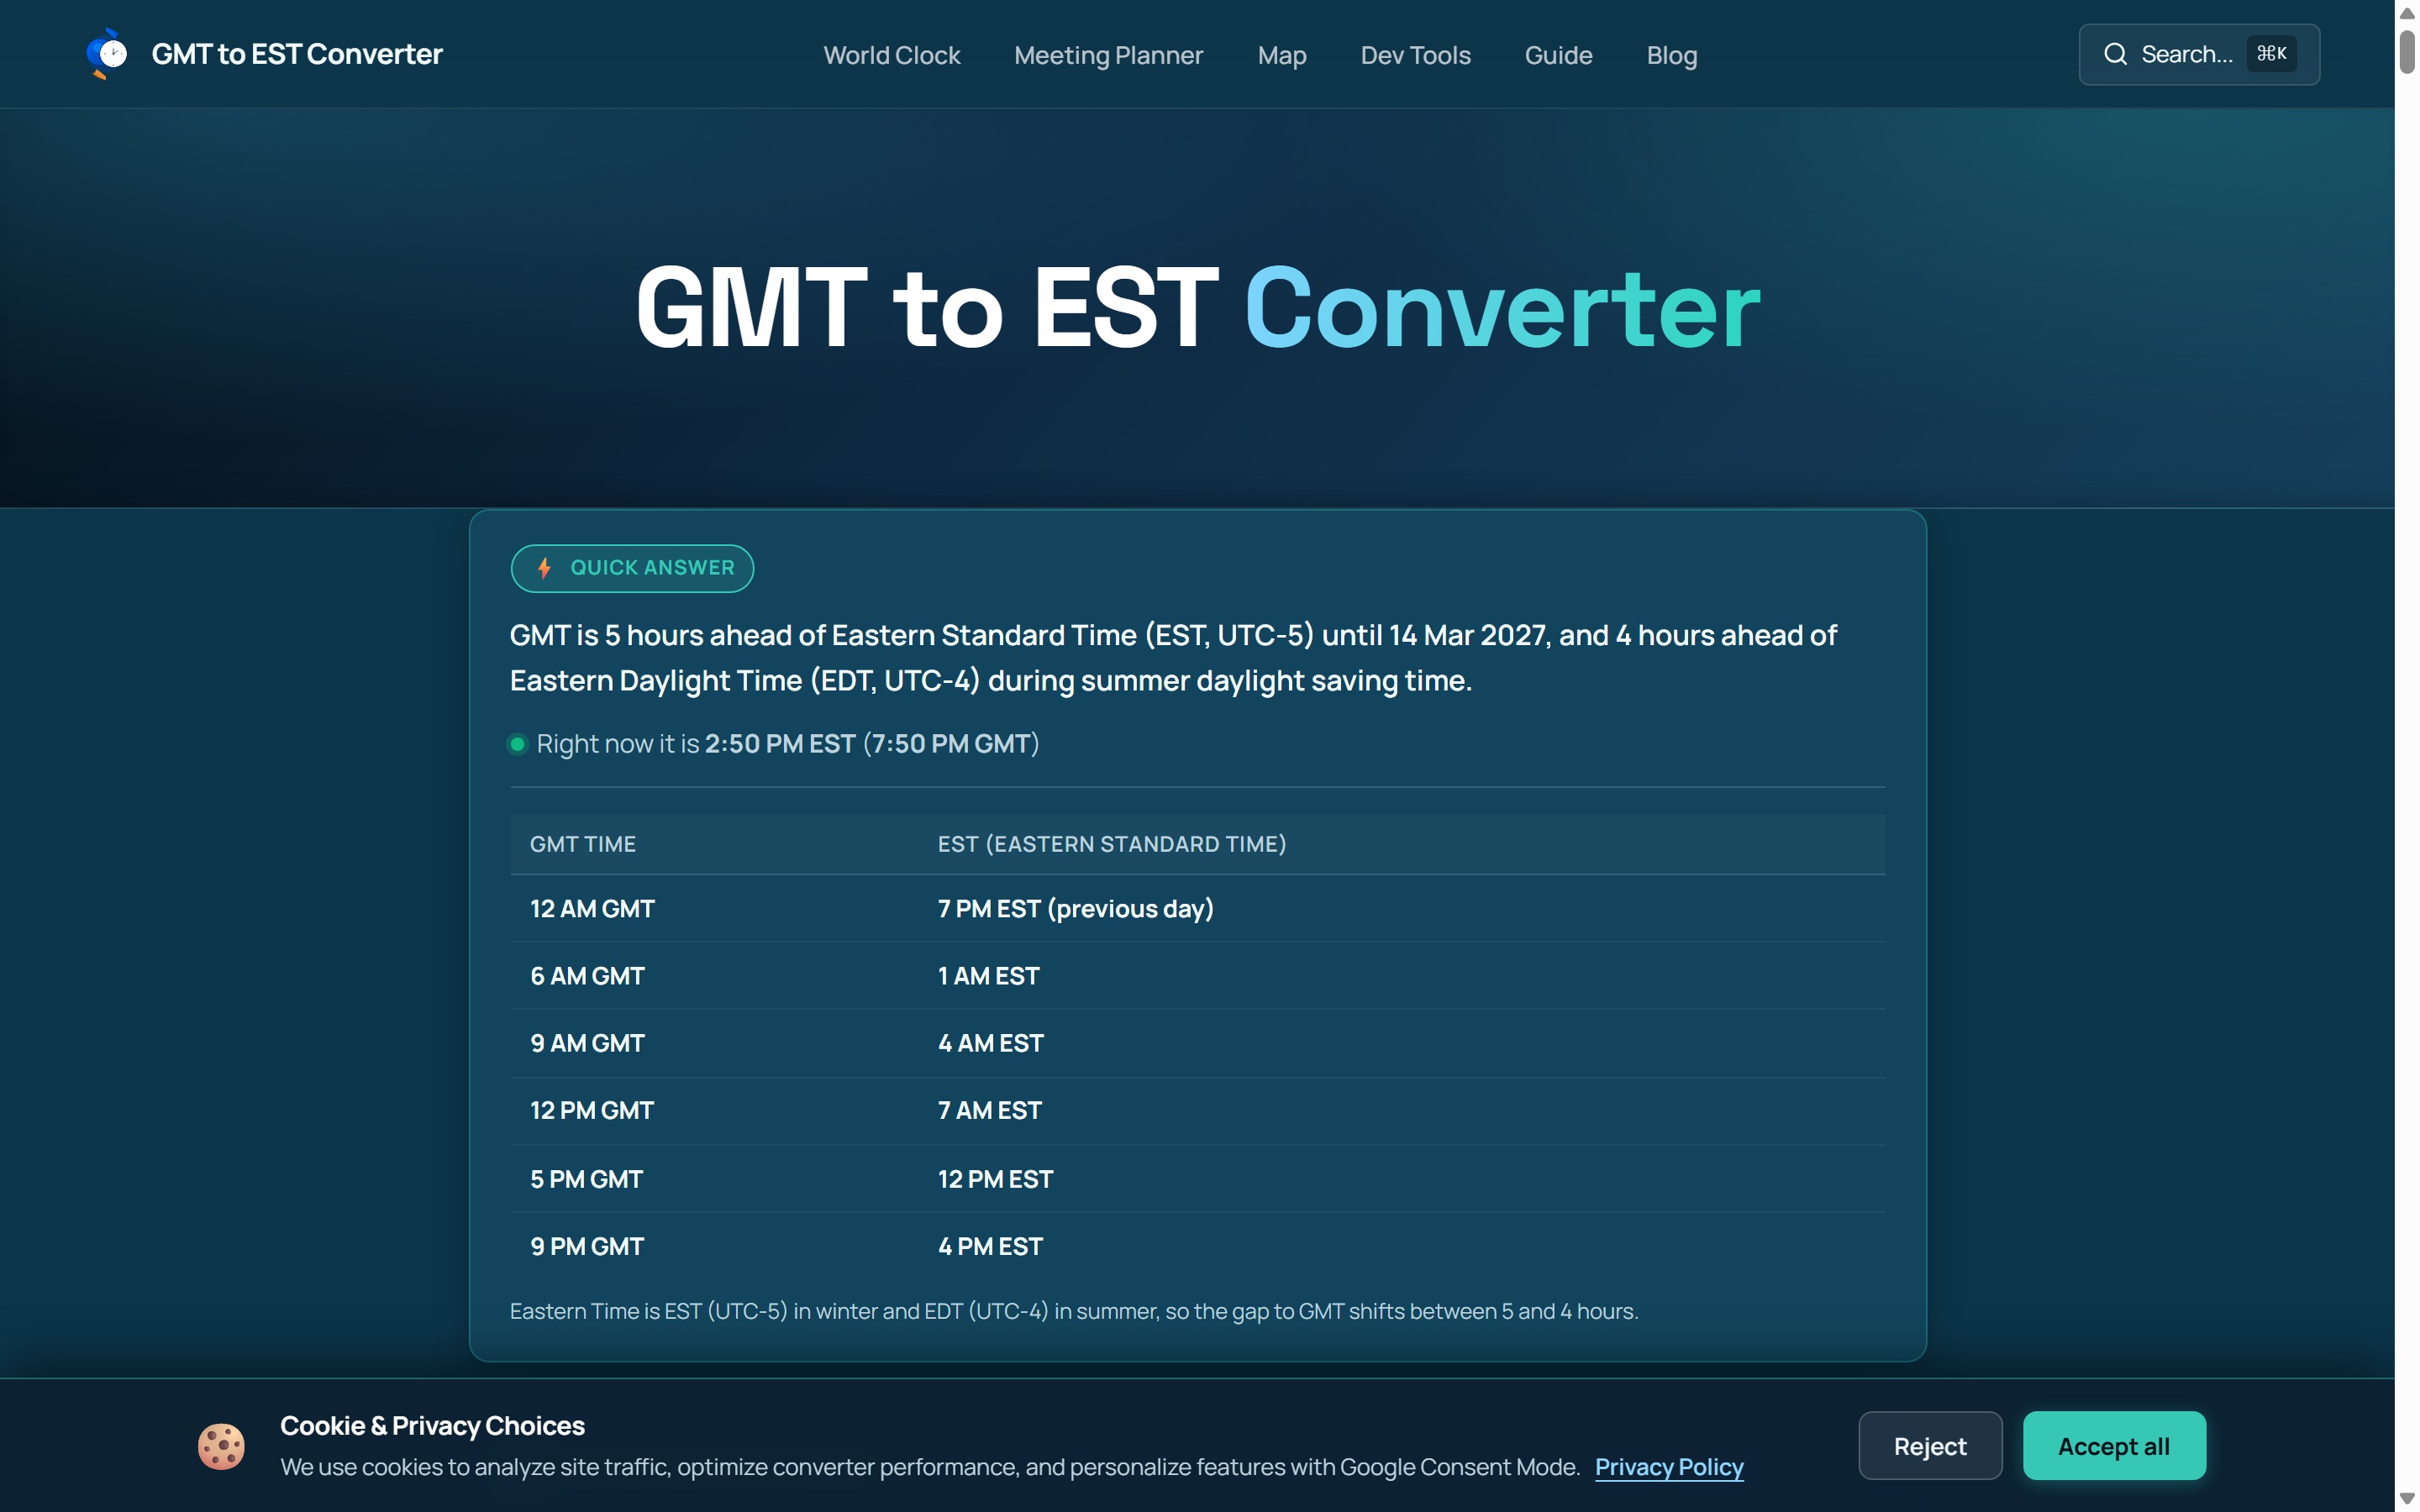 GMT to EST Converter
World Clock
Meeting Planner
Map
Dev Tools
Guide
Blog
Search...
⌘K
GMT to EST Converter
QUICK ANSWER
GMT is 5 hours ahead of Eastern Standard Time (EST, UTC-5) until 14 Mar 2027, and 4 hours ahead of
Eastern Daylight Time (EDT, UTC-4) during summer daylight saving time.
Right now it is 2:50 PM EST (7:50 PM GMT)
GMT TIME EST (EASTERN STANDARD TIME)
12 AM GMT 7 PM EST (previous day)
6 AM GMT 1 AM EST
9 AM GMT 4 AM EST
12 PM GMT 7 AM EST
5 PM GMT 12 PM EST
9 PM GMT 4 PM EST
Eastern Time is EST (UTC-5) in winter and EDT (UTC-4) in summer, so the gap to GMT shifts between 5 and 4 hours.
Cookie & Privacy Choices
We use cookies to analyze site traffic, optimize converter performance, and personalize features with Google Consent Mode. Privacy Policy
Reject
Accept all